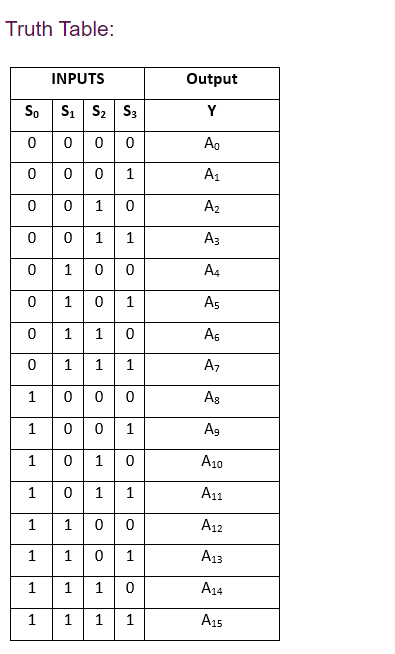 Truth Table:
INPUTS Output
S₀ S₁ S₂ S₃ Y
0 0 0 0 A₀
0 0 0 1 A₁
0 0 1 0 A₂
0 0 1 1 A₃
0 1 0 0 A₄
0 1 0 1 A₅
0 1 1 0 A₆
0 1 1 1 A₇
1 0 0 0 A₈
1 0 0 1 A₉
1 0 1 0 A₁₀
1 0 1 1 A₁₁
1 1 0 0 A₁₂
1 1 0 1 A₁₃
1 1 1 0 A₁₄
1 1 1 1 A₁₅